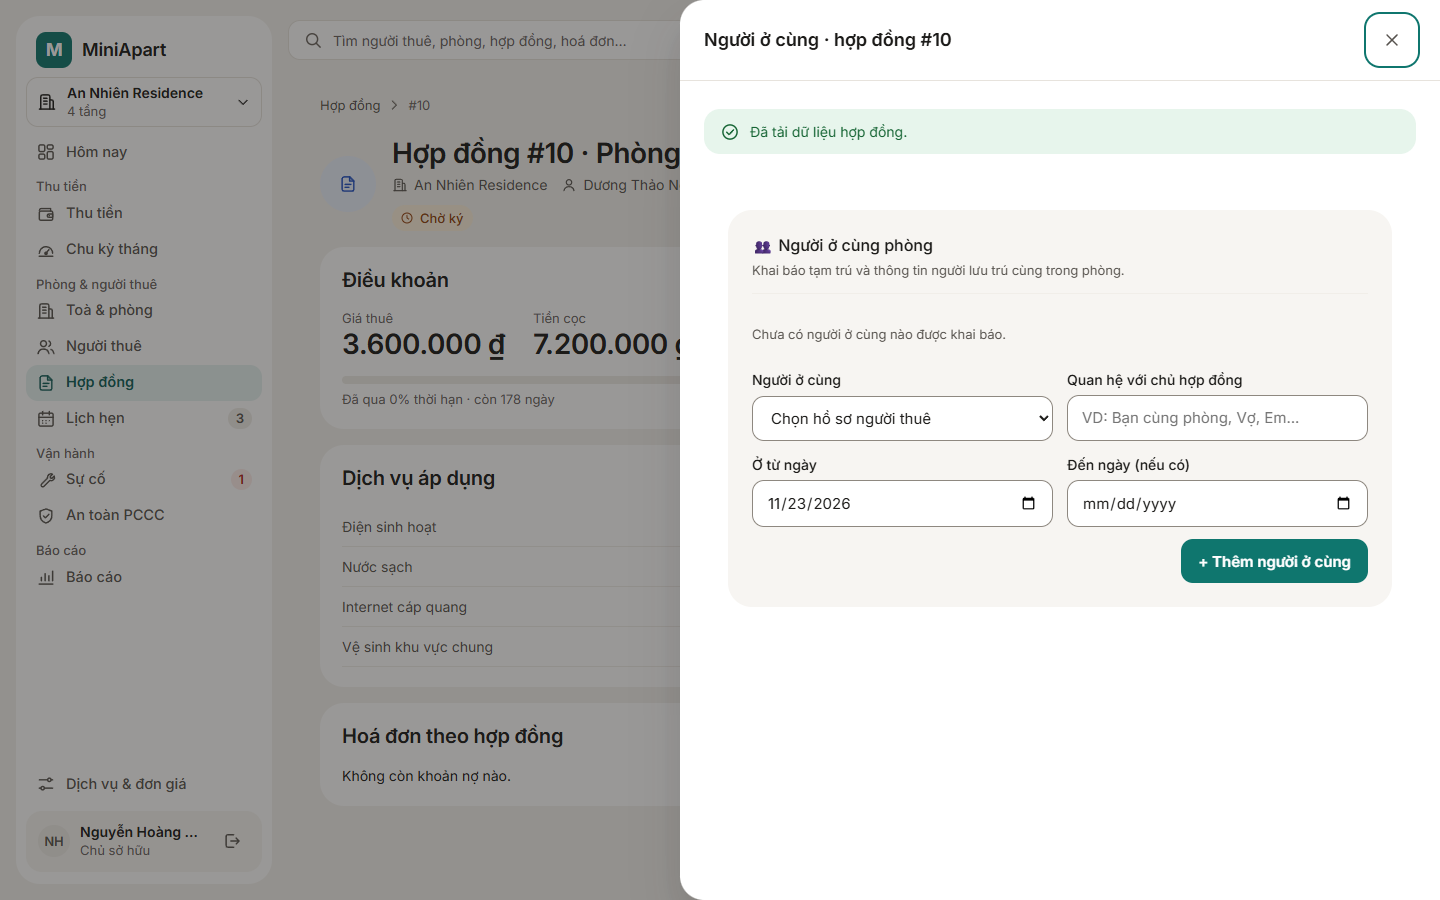 M MiniApart
An Nhiên Residence
4 tầng
Hôm nay
Thu tiền
Thu tiền
Chu kỳ tháng
Phòng & người thuê
Toà & phòng
Người thuê
Hợp đồng
Lịch hẹn 3
Vận hành
Sự cố 1
An toàn PCCC
Báo cáo
Báo cáo
Dịch vụ & đơn giá
NH
Nguyễn Hoàng ...
Chủ sở hữu
Tìm người thuê, phòng, hợp đồng, hoá đơn...
Hợp đồng > #10
Hợp đồng #10 · Phòng
An Nhiên Residence Dương Thảo N
Chờ ký
Điều khoản
Giá thuê Tiền cọc
3.600.000 ₫ 7.200.000
Đã qua 0% thời hạn · còn 178 ngày
Dịch vụ áp dụng
Điện sinh hoạt
Nước sạch
Internet cáp quang
Vệ sinh khu vực chung
Hoá đơn theo hợp đồng
Không còn khoản nợ nào.
Người ở cùng · hợp đồng #10
Đã tải dữ liệu hợp đồng.
Người ở cùng phòng
Khai báo tạm trú và thông tin người lưu trú cùng trong phòng.
Chưa có người ở cùng nào được khai báo.
Người ở cùng Quan hệ với chủ hợp đồng
Chọn hồ sơ người thuê VD: Bạn cùng phòng, Vợ, Em...
Ở từ ngày Đến ngày (nếu có)
11/23/2026 mm/dd/yyyy
+ Thêm người ở cùng